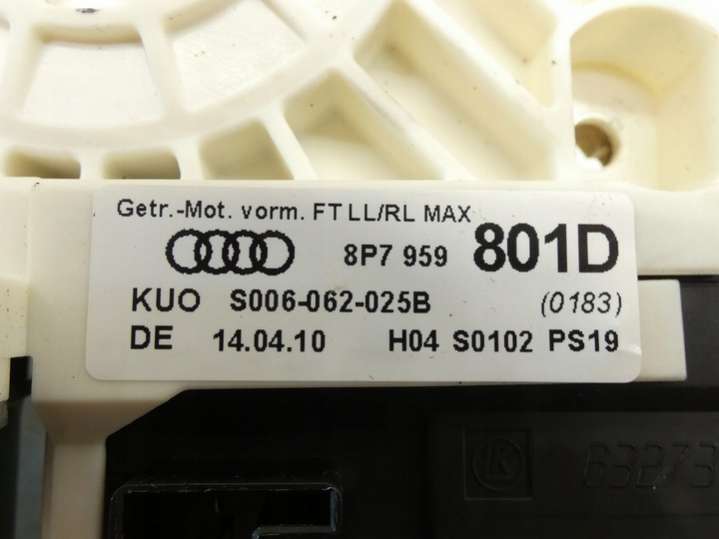 Getr.-Mot. vorm. FT LL/RL MAX
8P7 959 801D
KUO S006-062-025B (0183)
DE 14.04.10 H04 S0102 PS19
63273